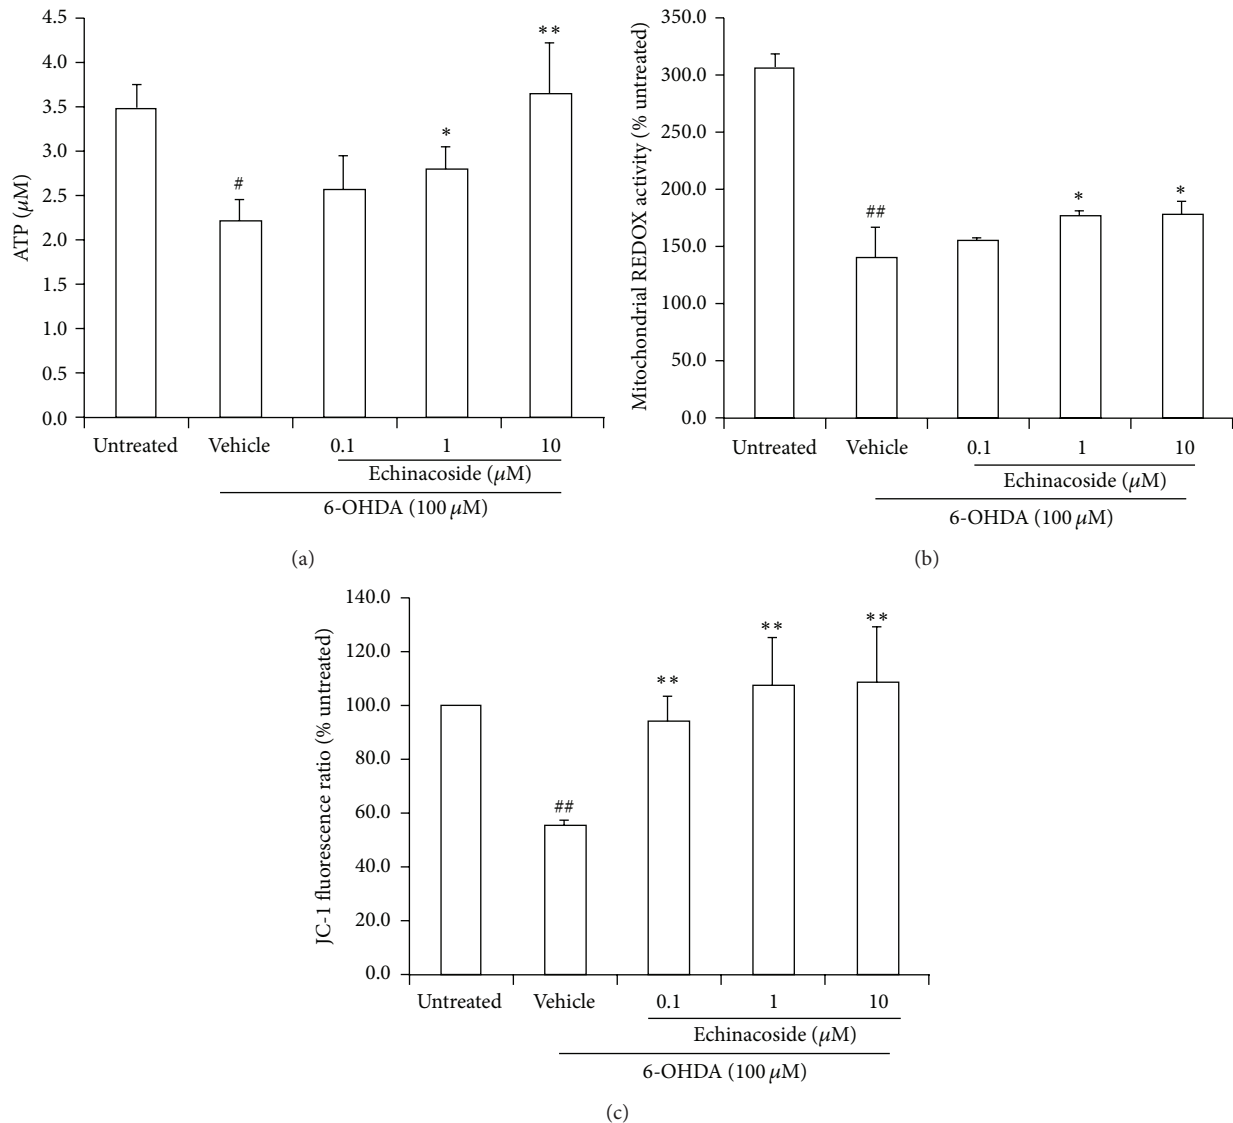 ATP (μM)
4.5
4.0
3.5
3.0
2.5
2.0
1.5
1.0
0.5
0.0
#
*
**
Untreated Vehicle 0.1 1 10
Echinacoside (μM)
6-OHDA (100 μM)
(a)
Mitochondrial REDOX activity (% untreated)
350.0
300.0
250.0
200.0
150.0
100.0
50.0
0.0
##
*
*
Untreated Vehicle 0.1 1 10
Echinacoside (μM)
6-OHDA (100 μM)
(b)
JC-1 fluorescence ratio (% untreated)
140.0
120.0
100.0
80.0
60.0
40.0
20.0
0.0
##
**
**
**
Untreated Vehicle 0.1 1 10
Echinacoside (μM)
6-OHDA (100 μM)
(c)